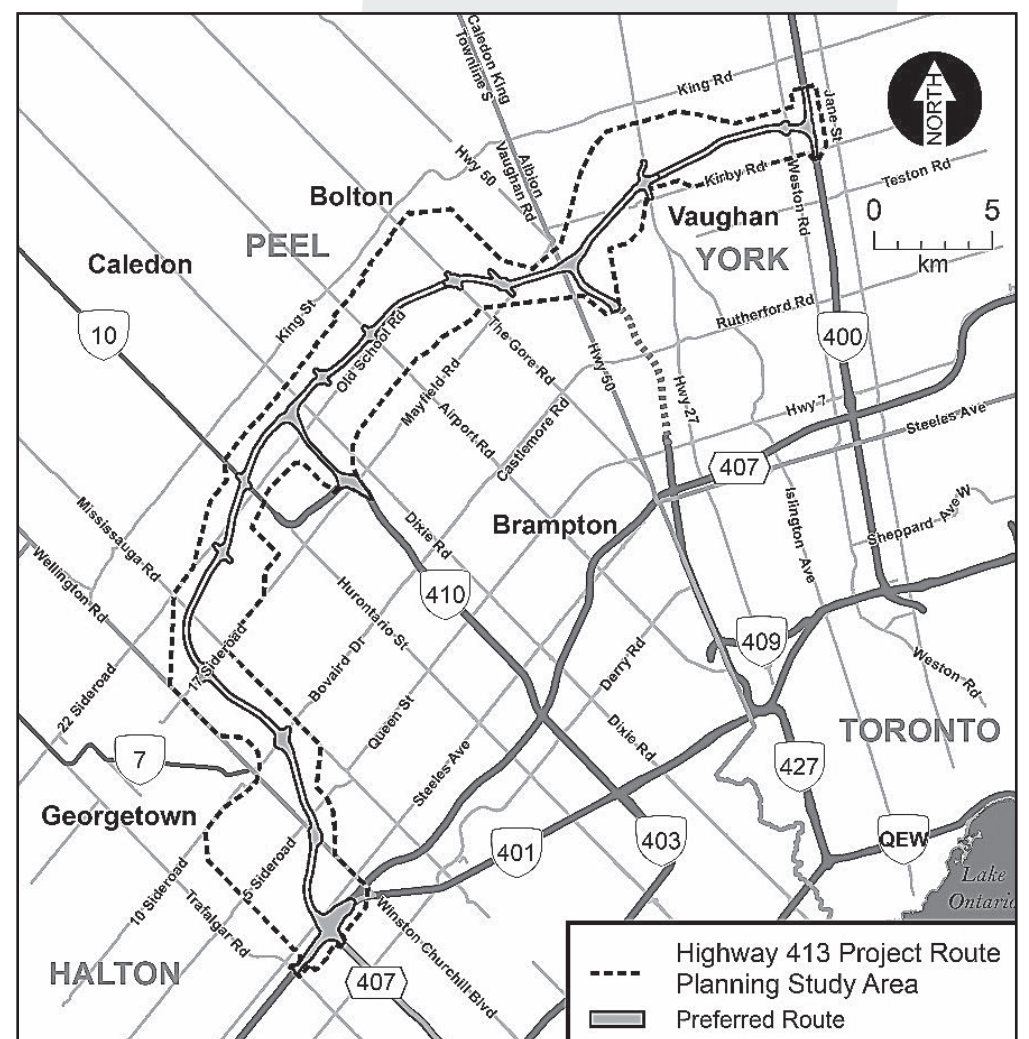 Caledon King
Townline S
King Rd
Jane St
NORTH
Hwy 50
Albion
Vaughan Rd
Kirby Rd
Weston Rd
Teston Rd
Bolton
0 5
km
Vaughan
PEEL
YORK
Caledon
King St
Rutherford Rd
10
400
Old School Rd
The Gore Rd
Hwy 50
Mayfield Rd
Airport Rd
Castlemore Rd
Hwy 27
Hwy 7
Steeles Ave
407
Mississauga Rd
Dixie Rd
Brampton
Islington Ave
Sheppard Ave W
Wellington Rd
410
Hurontario St
409
17 Sideroad
Bovaird Dr
Derry Rd
Weston Rd
22 Sideroad
Queen St
Dixie Rd
TORONTO
7
Steeles Ave
427
Georgetown
401
403
QEW
5 Sideroad
10 Sideroad
Lake
Ontario
Trafalgar Rd
Winston Churchill Blvd
HALTON
407
Highway 413 Project Route
Planning Study Area
Preferred Route